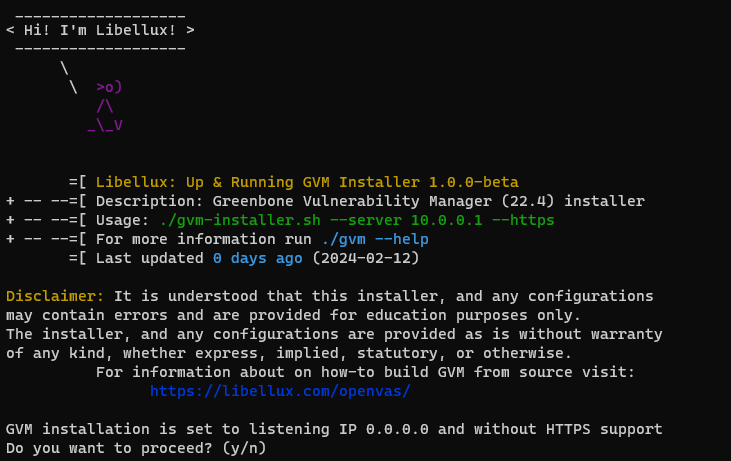 ___________________
< Hi! I'm Libellux! >
 -------------------
      \
       \  >o)
          /\
         _\_V
       =[ Libellux: Up & Running GVM Installer 1.0.0-beta
+ -- --=[ Description: Greenbone Vulnerability Manager (22.4) installer
+ -- --=[ Usage: ./gvm-installer.sh --server 10.0.0.1 --https
+ -- --=[ For more information run ./gvm --help
       =[ Last updated 0 days ago (2024-02-12)
Disclaimer: It is understood that this installer, and any configurations
may contain errors and are provided for education purposes only.
The installer, and any configurations are provided as is without warranty
of any kind, whether express, implied, statutory, or otherwise.
          For information about on how-to build GVM from source visit:
                https://libellux.com/openvas/
GVM installation is set to listening IP 0.0.0.0 and without HTTPS support
Do you want to proceed? (y/n)